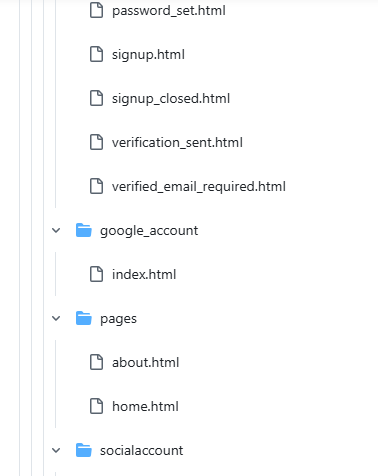 password_set.html
signup.html
signup_closed.html
verification_sent.html
verified_email_required.html
google_account
index.html
pages
about.html
home.html
socialaccount